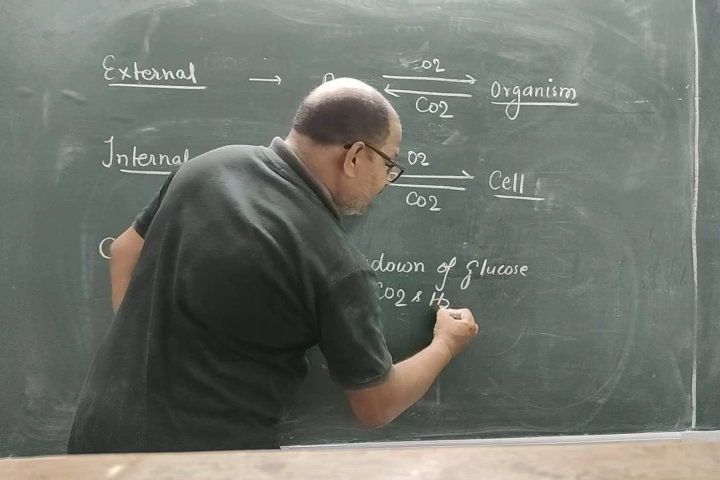 External → O2 Organism
CO2
Internal O2 Cell
CO2
down of glucose
CO2 & H2